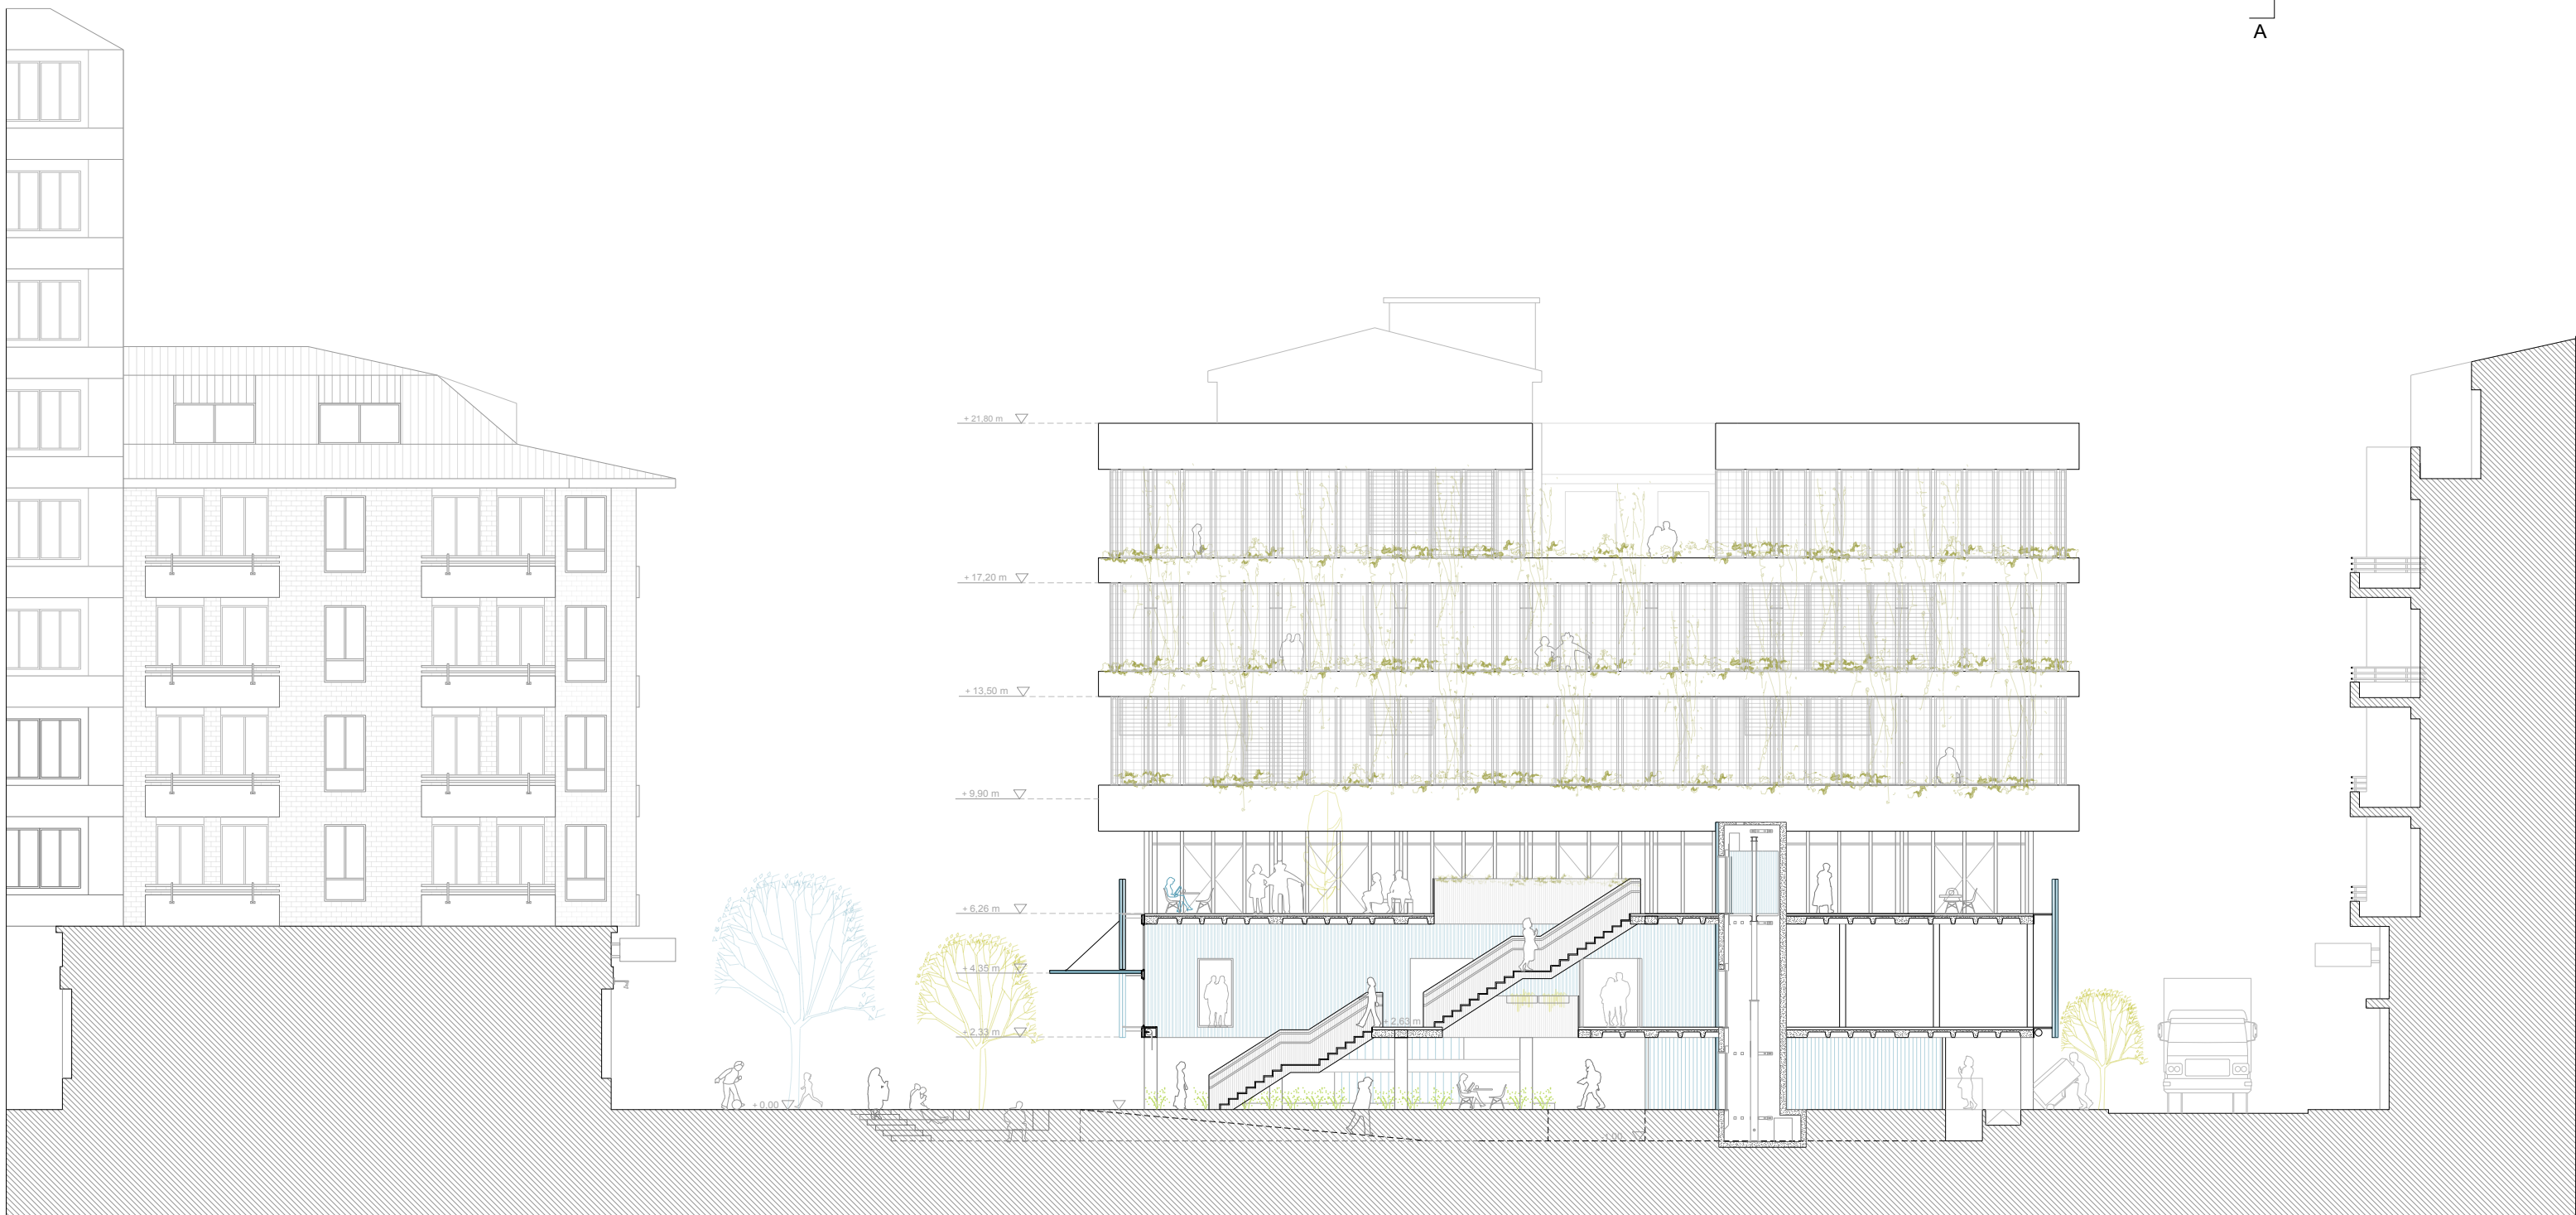 A
+ 21,80 m
+ 17,20 m
+ 13,50 m
+ 9,90 m
+ 6,26 m
+ 4,35 m
+ 2,63 m
+ 2,33 m
+ 0.00